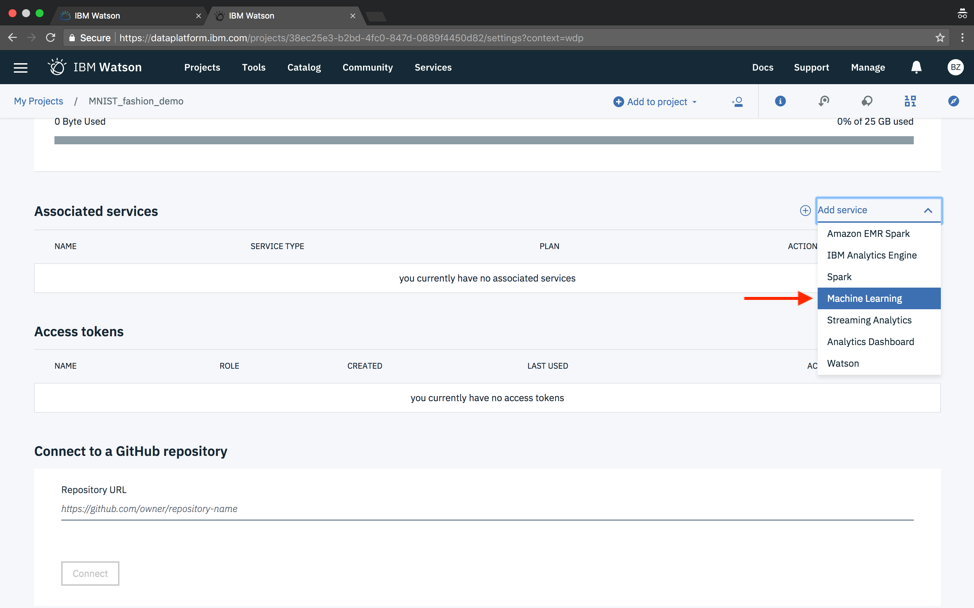 IBM Watson
IBM Watson
Secure https://dataplatform.ibm.com/projects/38ec25e3-b2bd-4fc0-847d-0889f4450d82/settings?context=wdp
IBM Watson Projects Tools Catalog Community Services Docs Support Manage BZ
My Projects / MNIST_fashion_demo Add to project
0 Byte Used 0% of 25 GB used
Associated services Add service
NAME SERVICE TYPE PLAN ACTION
you currently have no associated services
Amazon EMR Spark
IBM Analytics Engine
Spark
Machine Learning
Streaming Analytics
Analytics Dashboard
Watson
Access tokens
NAME ROLE CREATED LAST USED AC
you currently have no access tokens
Connect to a GitHub repository
Repository URL
https://github.com/owner/repository-name
Connect